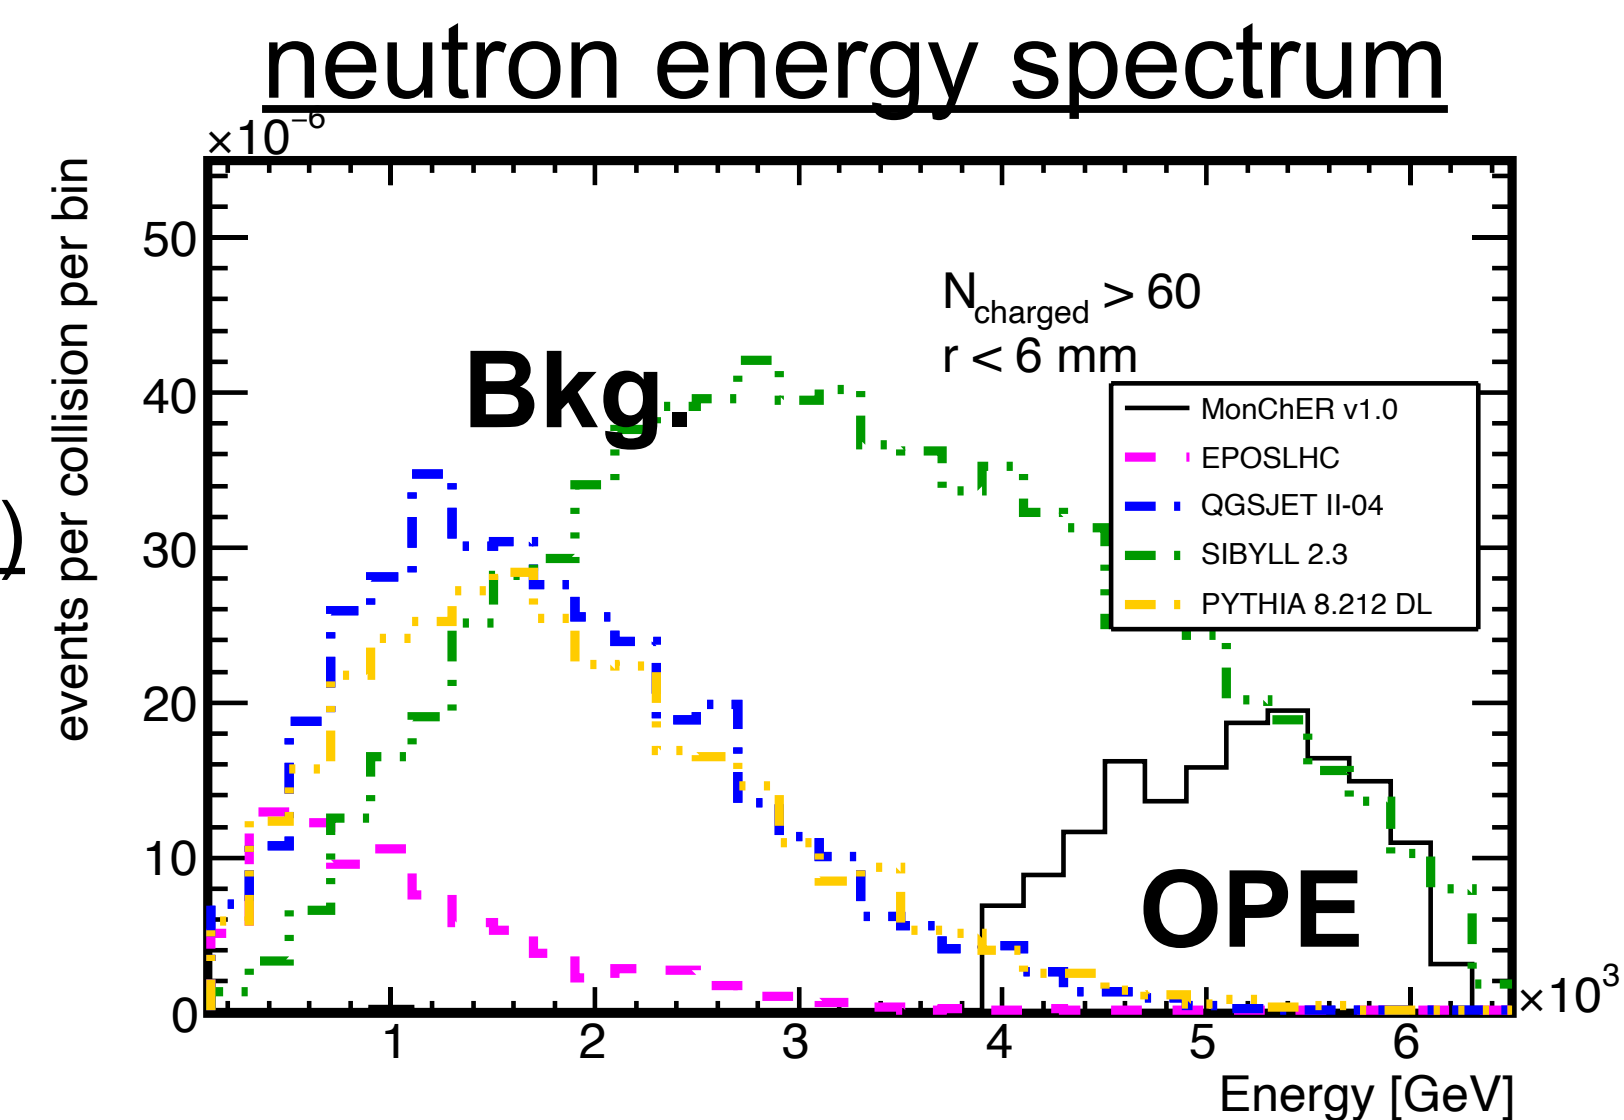 neutron energy spectrum
×10⁻⁶
events per collision per bin
)
50
40
30
20
10
0
N_charged > 60
r < 6 mm
Bkg.
MonChER v1.0
EPOSLHC
QGSJET II-04
SIBYLL 2.3
PYTHIA 8.212 DL
OPE
1 2 3 4 5 6
×10³
Energy [GeV]